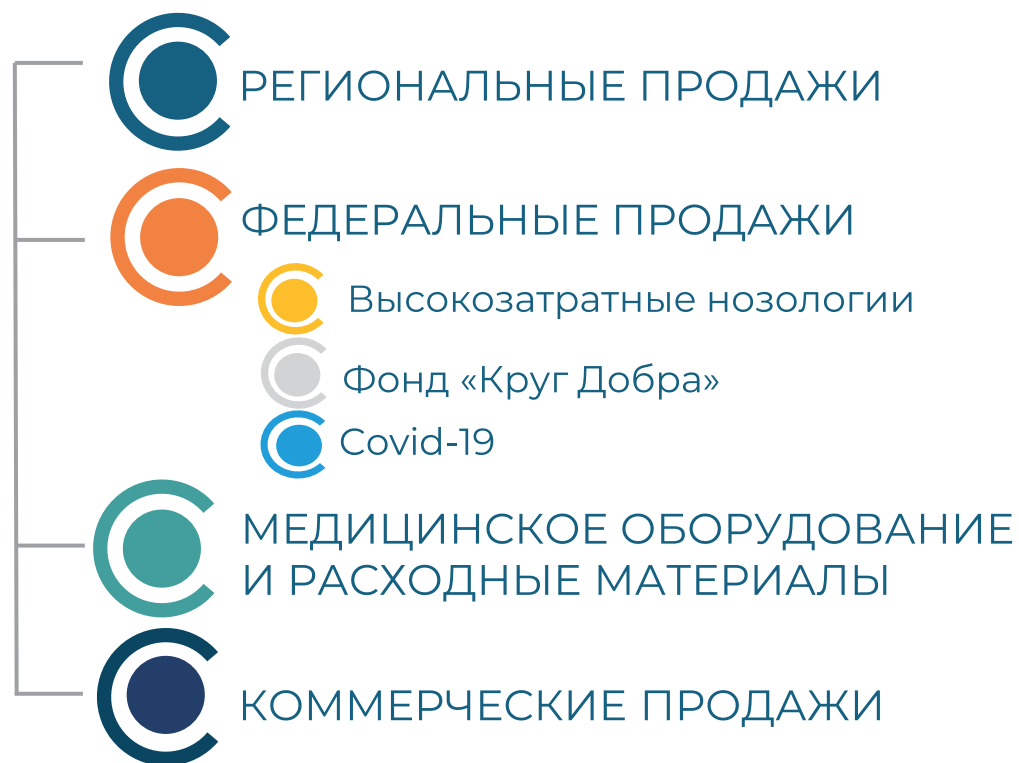 РЕГИОНАЛЬНЫЕ ПРОДАЖИ
ФЕДЕРАЛЬНЫЕ ПРОДАЖИ
Высокозатратные нозологии
Фонд «Круг Добра»
Covid-19
МЕДИЦИНСКОЕ ОБОРУДОВАНИЕ
И РАСХОДНЫЕ МАТЕРИАЛЫ
КОММЕРЧЕСКИЕ ПРОДАЖИ